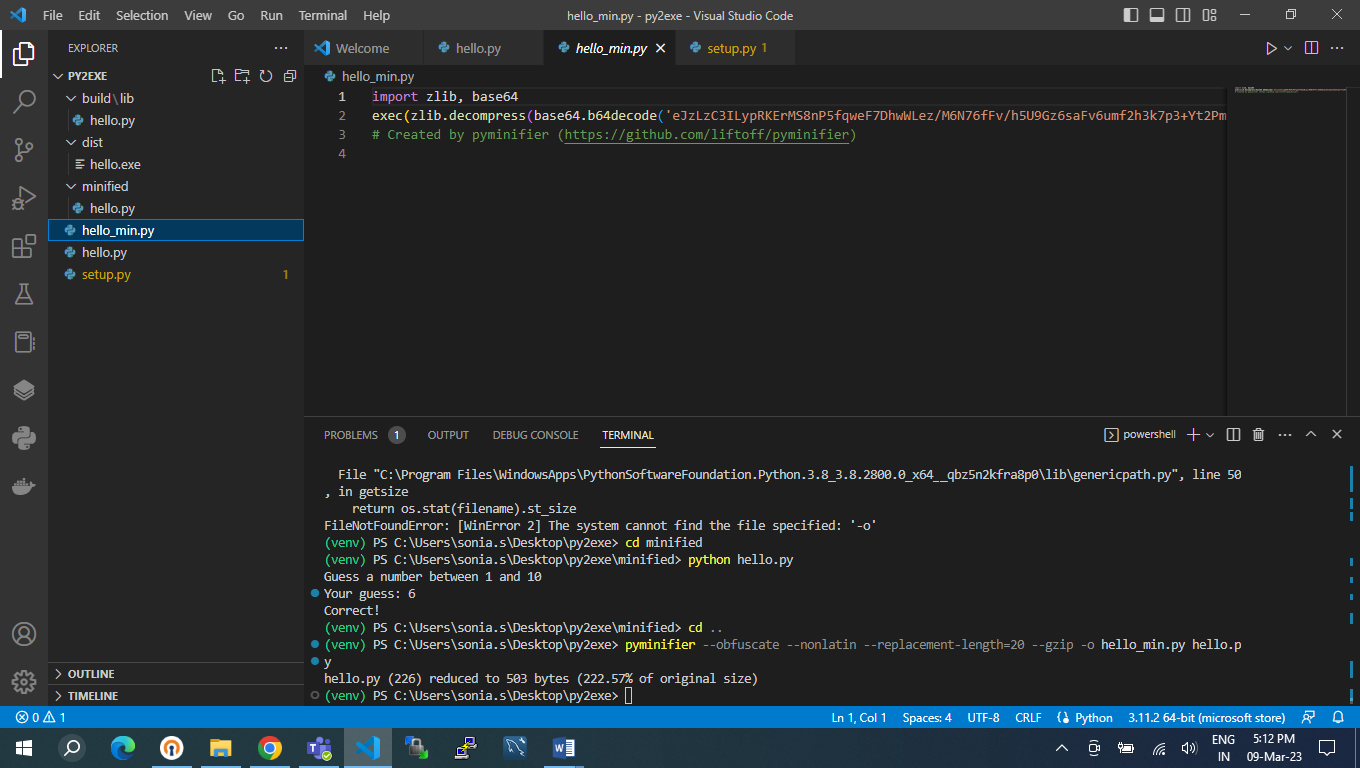 File Edit Selection View Go Run Terminal Help
hello_min.py - py2exe - Visual Studio Code
EXPLORER
PY2EXE
build\lib
hello.py
dist
hello.exe
minified
hello.py
hello_min.py
hello.py
setup.py 1
OUTLINE
TIMELINE
Welcome hello.py hello_min.py setup.py 1
hello_min.py
1 import zlib, base64
2 exec(zlib.decompress(base64.b64decode('eJzLzC3ILypRKErMS8nP5fqweF7DhwWLez/M6N76fFv/h5U9Gz6saFv6umf2h3k7p3+Yt2Pm
3 # Created by pyminifier (https://github.com/liftoff/pyminifier)
4
PROBLEMS 1 OUTPUT DEBUG CONSOLE TERMINAL
powershell
File "C:\Program Files\WindowsApps\PythonSoftwareFoundation.Python.3.8_3.8.2800.0_x64__qbz5n2kfra8p0\lib\genericpath.py", line 50
, in getsize
return os.stat(filename).st_size
FileNotFoundError: [WinError 2] The system cannot find the file specified: '-o'
(venv) PS C:\Users\sonia.s\Desktop\py2exe> cd minified
(venv) PS C:\Users\sonia.s\Desktop\py2exe\minified> python hello.py
Guess a number between 1 and 10
Your guess: 6
Correct!
(venv) PS C:\Users\sonia.s\Desktop\py2exe\minified> cd ..
(venv) PS C:\Users\sonia.s\Desktop\py2exe> pyminifier --obfuscate --nonlatin --replacement-length=20 --gzip -o hello_min.py hello.p
y
hello.py (226) reduced to 503 bytes (222.57% of original size)
(venv) PS C:\Users\sonia.s\Desktop\py2exe>
0 1
Ln 1, Col 1 Spaces: 4 UTF-8 CRLF Python 3.11.2 64-bit (microsoft store)
ENG
IN
5:12 PM
09-Mar-23